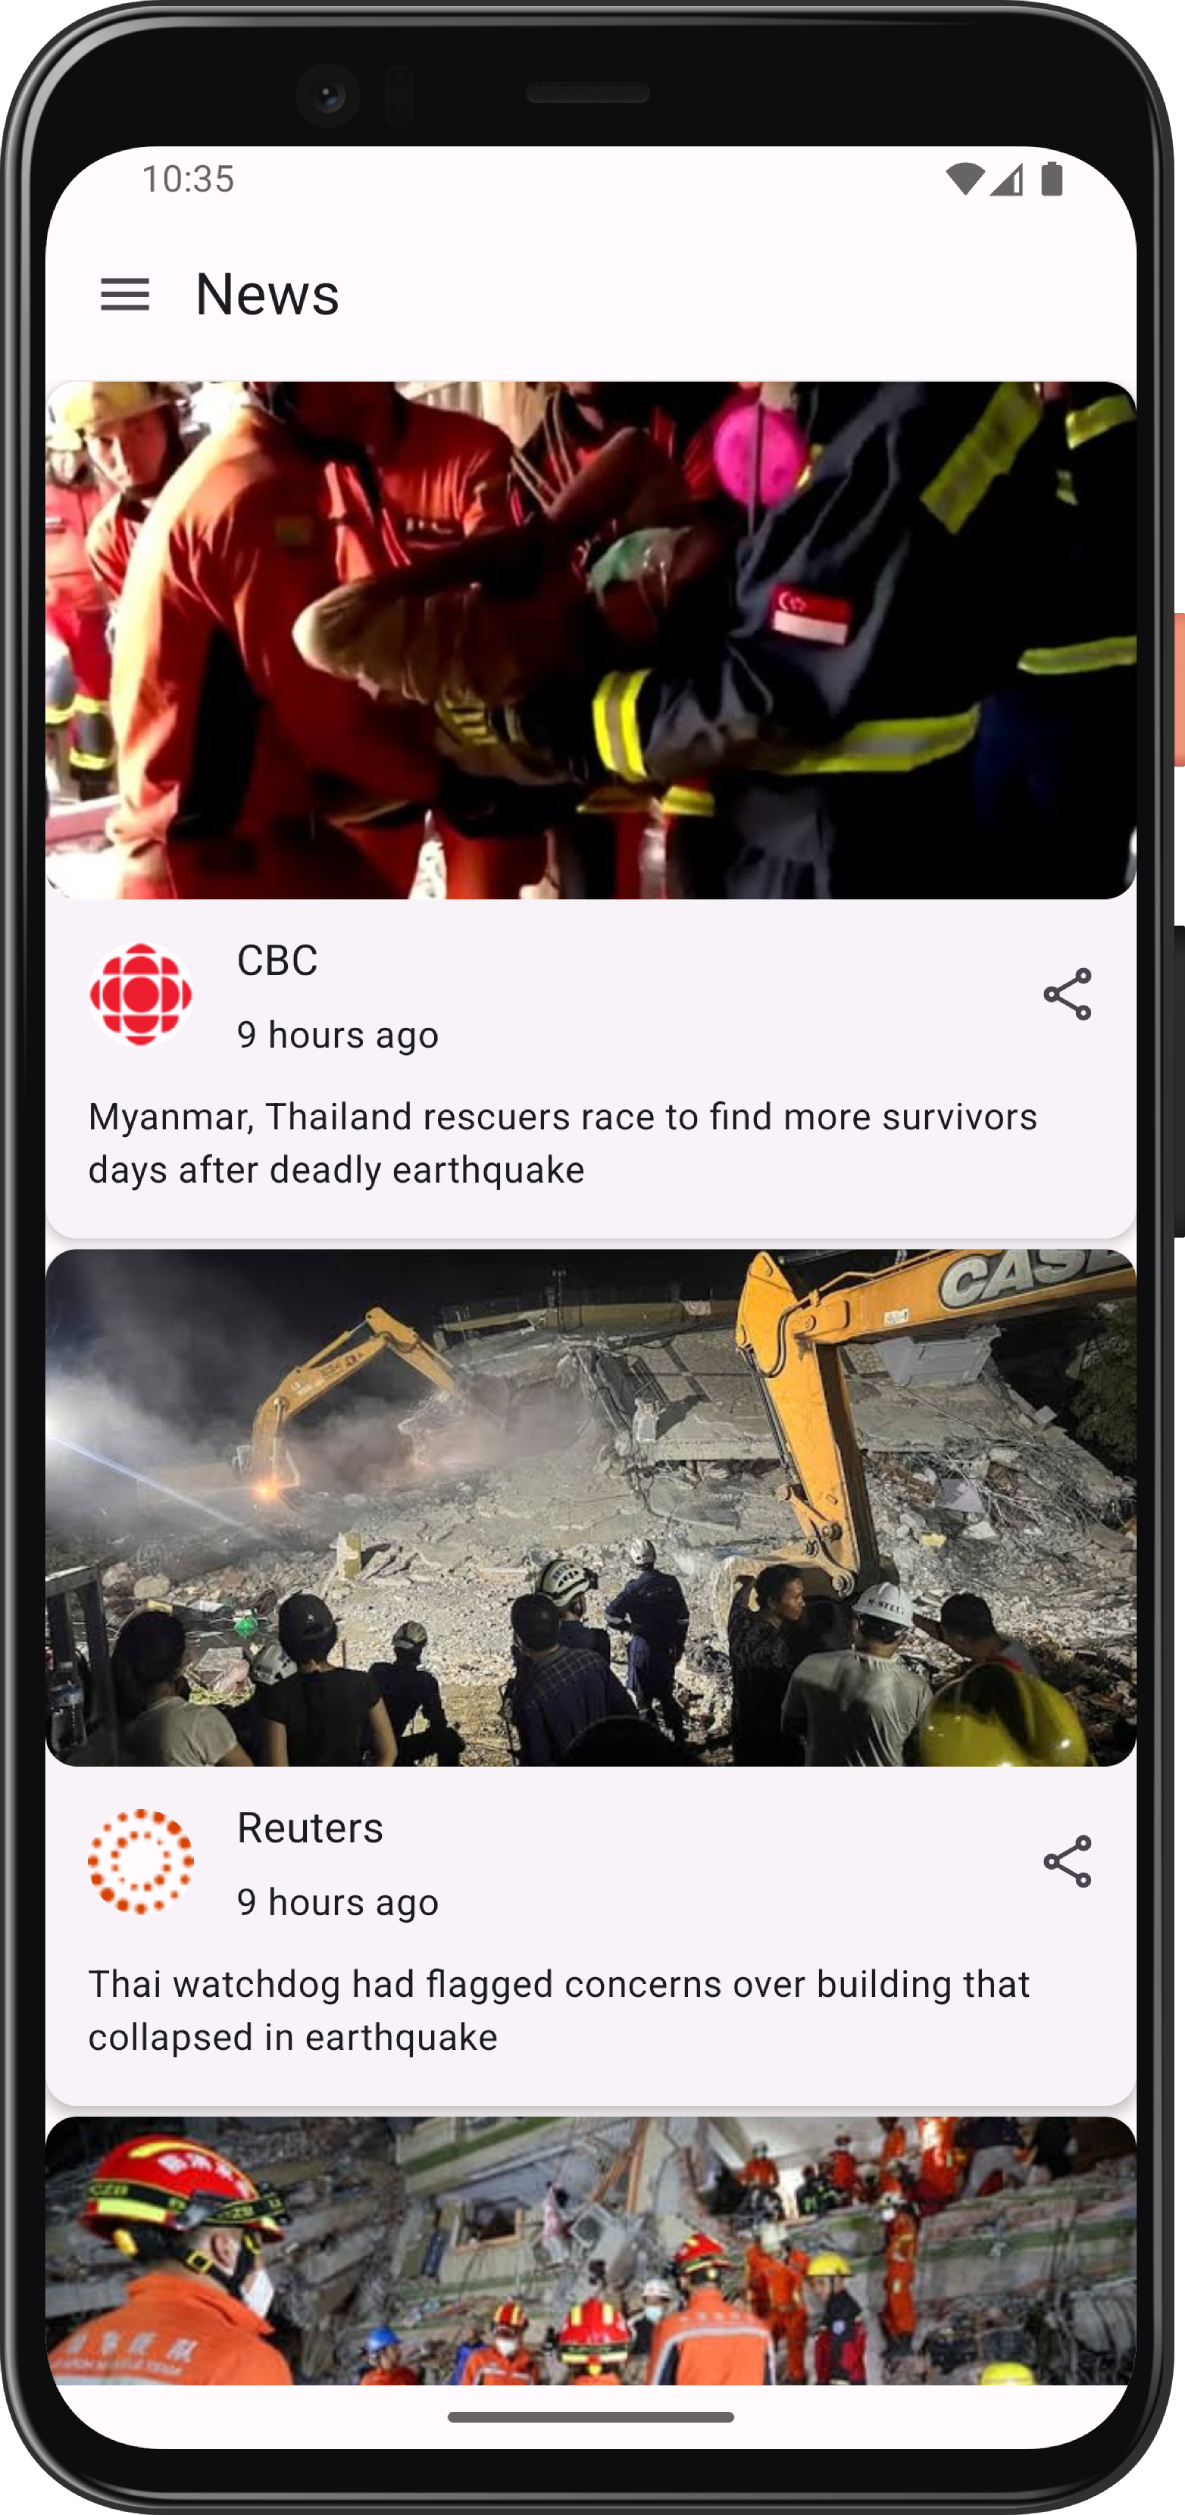 10:35
News
CBC
9 hours ago
Myanmar, Thailand rescuers race to find more survivors
days after deadly earthquake
CASE
N-STEEL
Reuters
9 hours ago
Thai watchdog had flagged concerns over building that
collapsed in earthquake